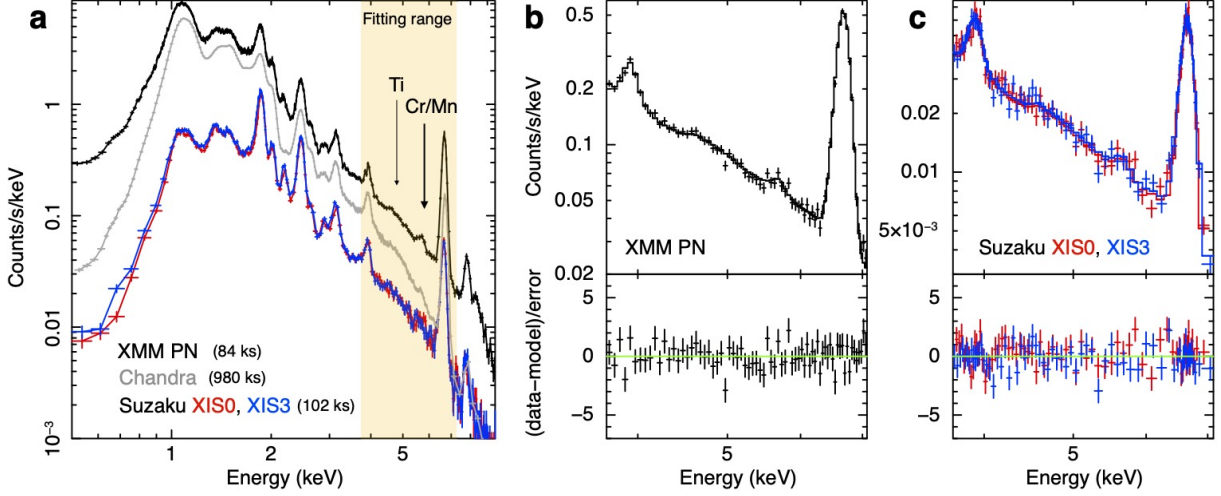 a
Fitting range
Ti
Cr/Mn
1
0.1
0.01
10⁻³
Counts/s/keV
XMM PN (84 ks)
Chandra (980 ks)
Suzaku XIS0, XIS3 (102 ks)
1
2
5
Energy (keV)
b
0.5
0.2
0.1
0.05
0.02
Counts/s/keV
XMM PN
5
0
−5
(data−model)/error
5
Energy (keV)
c
0.02
0.01
5×10⁻³
Suzaku XIS0, XIS3
5
0
−5
5
Energy (keV)